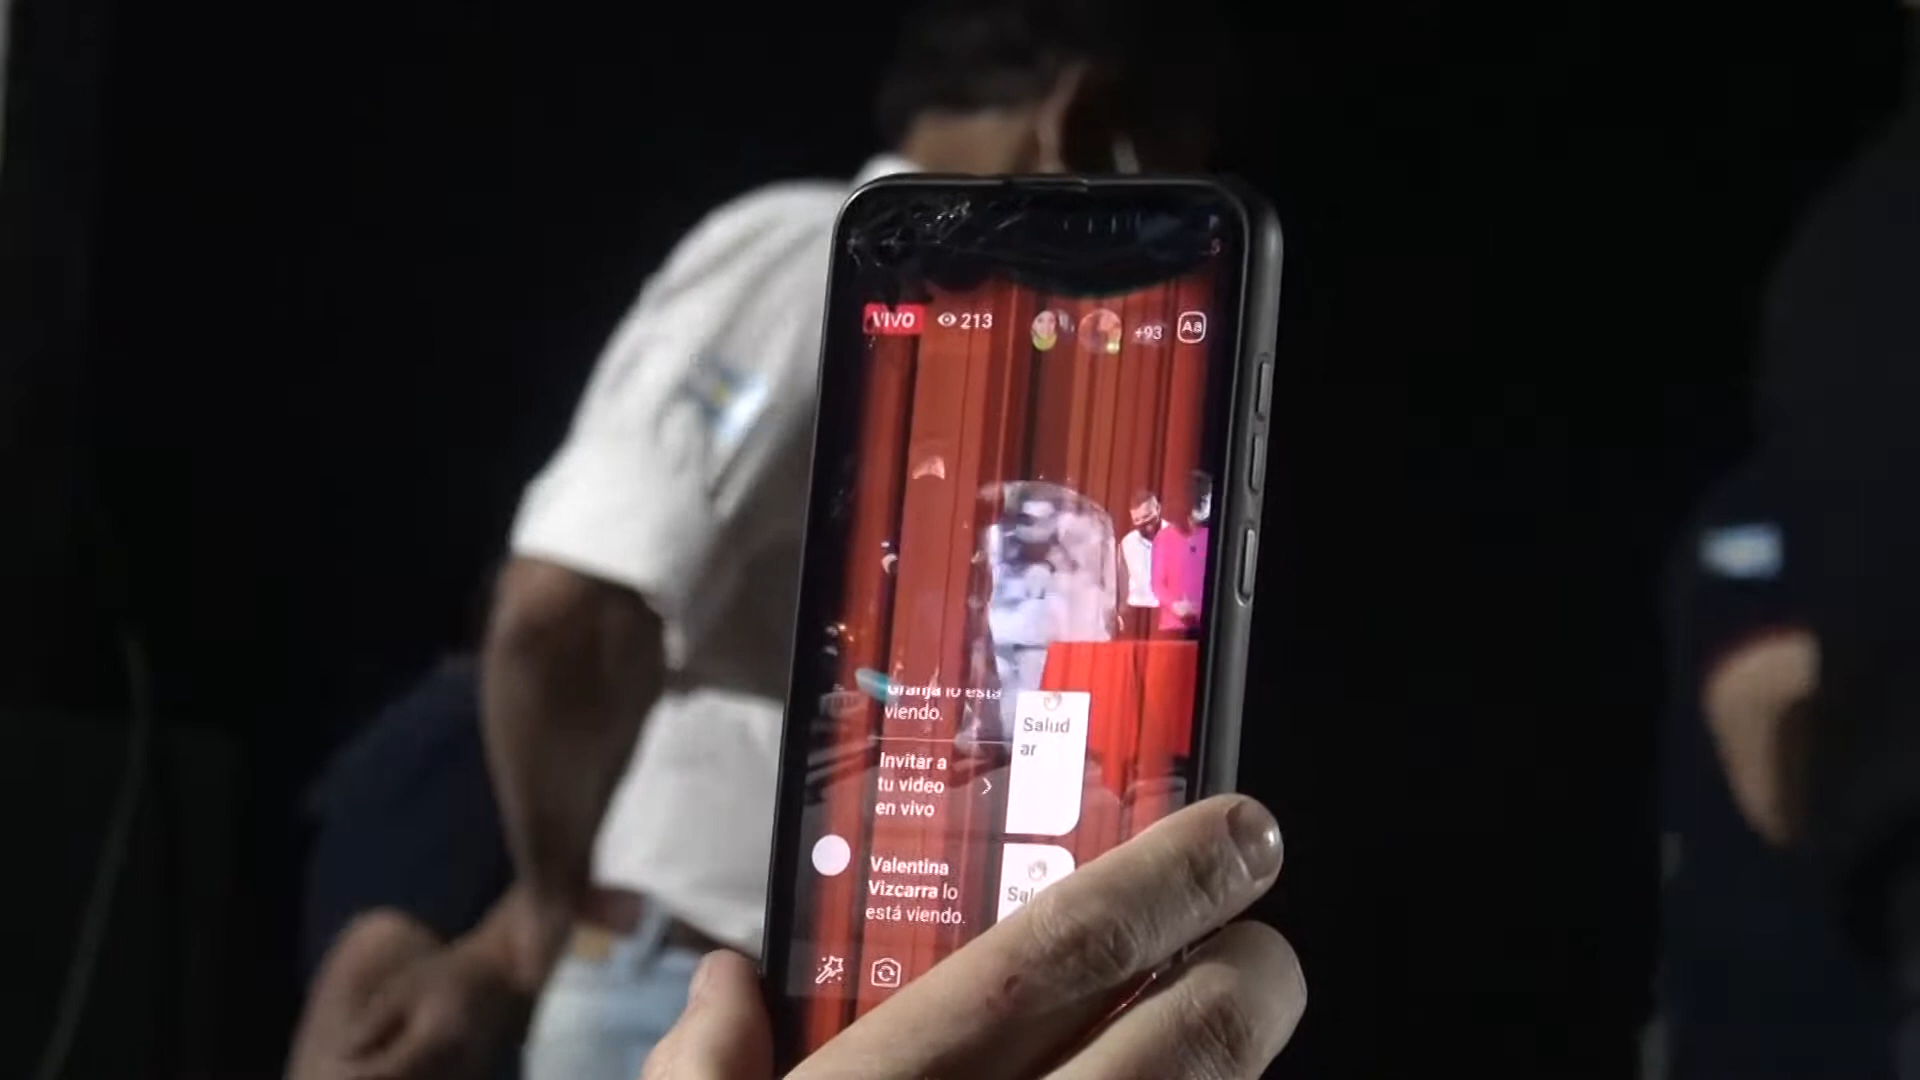 VIVO
213
+93
Aa
Granja lo está
viendo.
Salud
ar
Invitar a
tu video
en vivo
Valentina
Vizcarra lo
está viendo.